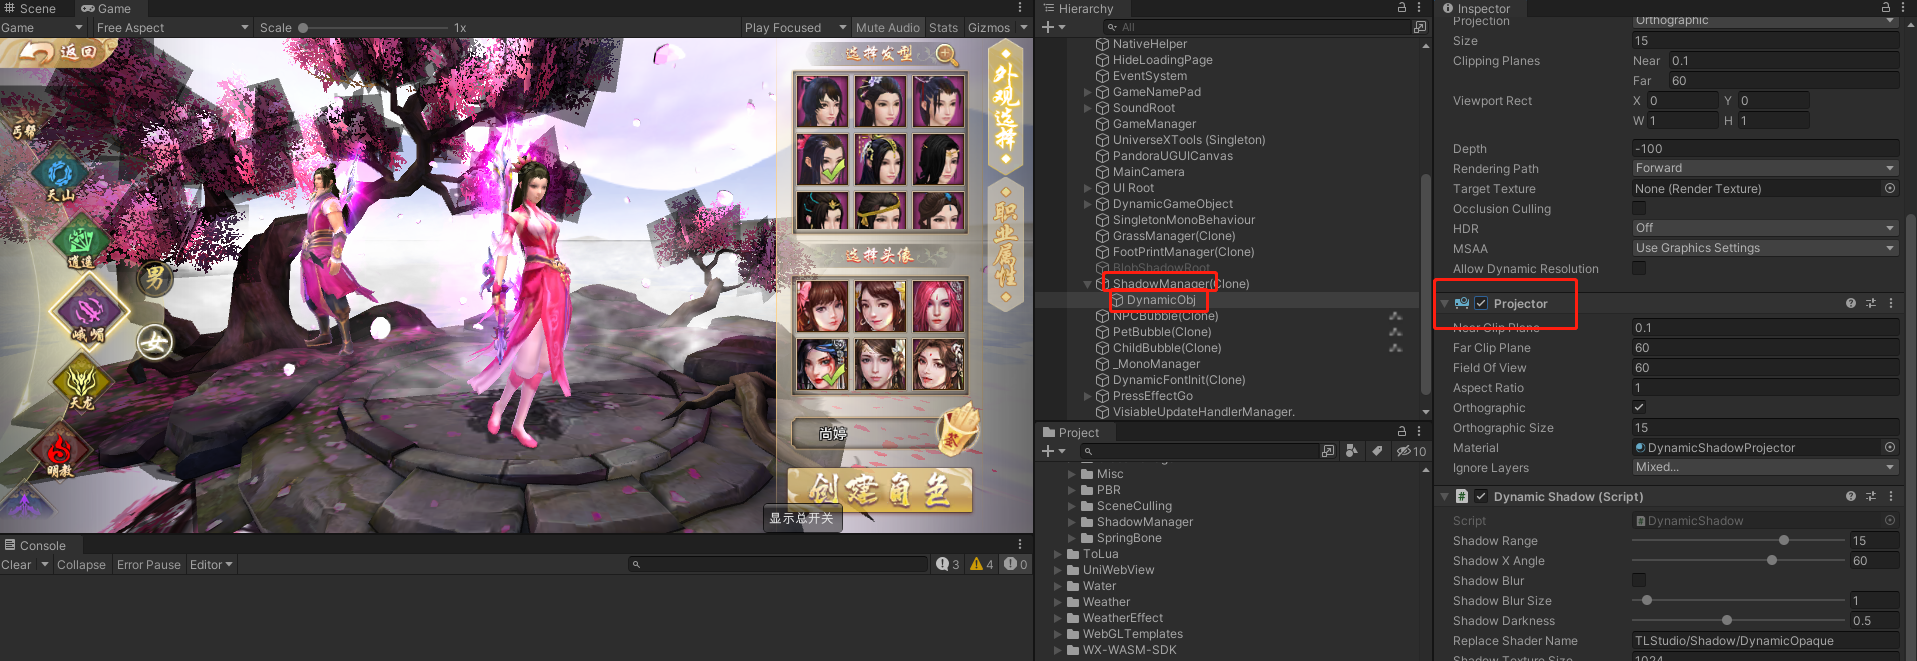 Scene
Game
Game
Free Aspect
Scale
1x
Play Focused
Mute Audio
Stats
Gizmos
返回
丐帮
天山
逍遥
峨嵋
天龙
明教
男
女
选择发型
选择头像
外观选择
职业属性
尚婷
创建角色
显示总开关
Console
Clear
Collapse
Error Pause
Editor
3
4
0
Hierarchy
All
NativeHelper
HideLoadingPage
EventSystem
GameNamePad
SoundRoot
GameManager
UniverseXTools (Singleton)
PandoraUGUICanvas
MainCamera
UI Root
DynamicGameObject
SingletonMonoBehaviour
GrassManager(Clone)
FootPrintManager(Clone)
BlobShadowRoot
ShadowManager(Clone)
DynamicObj
NPCBubble(Clone)
PetBubble(Clone)
ChildBubble(Clone)
_MonoManager
DynamicFontInit(Clone)
PressEffectGo
VisiableUpdateHandlerManager.
Project
10
Misc
PBR
SceneCulling
ShadowManager
SpringBone
ToLua
UniWebView
Water
Weather
WeatherEffect
WebGLTemplates
WX-WASM-SDK
Inspector
Projection Orthographic
Size 15
Clipping Planes Near 0.1
Far 60
Viewport Rect X 0 Y 0
W 1 H 1
Depth -100
Rendering Path Forward
Target Texture None (Render Texture)
Occlusion Culling
HDR Off
MSAA Use Graphics Settings
Allow Dynamic Resolution
Projector
Near Clip Plane 0.1
Far Clip Plane 60
Field Of View 60
Aspect Ratio 1
Orthographic
Orthographic Size 15
Material DynamicShadowProjector
Ignore Layers Mixed...
Dynamic Shadow (Script)
Script DynamicShadow
Shadow Range 15
Shadow X Angle 60
Shadow Blur
Shadow Blur Size 1
Shadow Darkness 0.5
Replace Shader Name TLStudio/Shadow/DynamicOpaque
Shadow Texture Size 1024